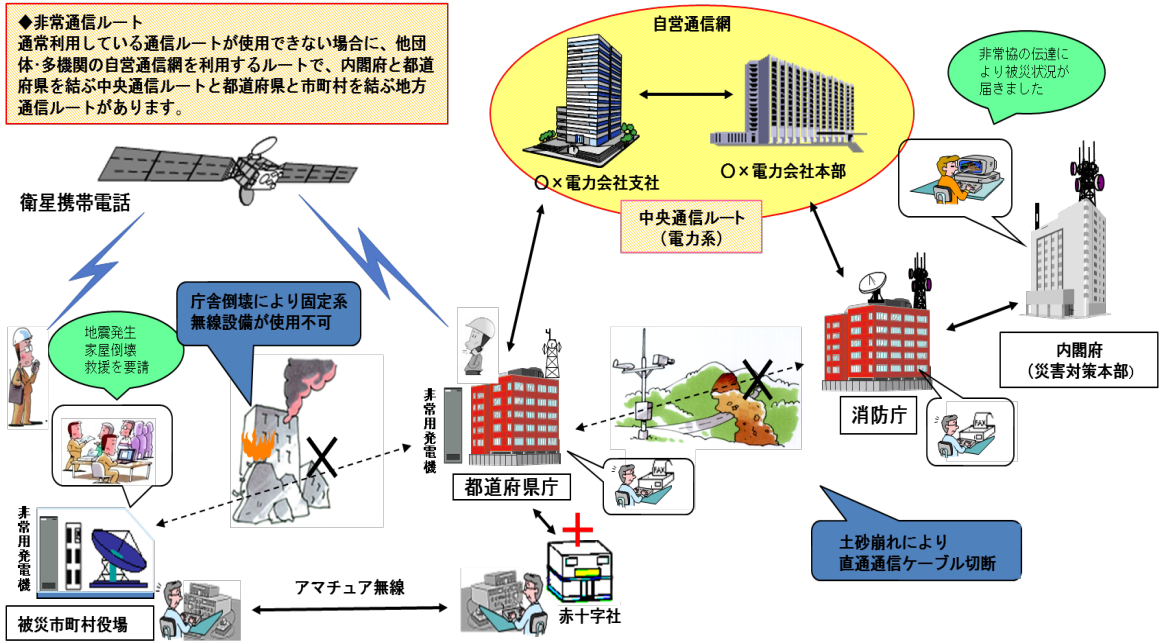 ◆非常通信ルート
通常利用している通信ルートが使用できない場合に、他団
体・多機関の自営通信網を利用するルートで、内閣府と都道
府県を結ぶ中央通信ルートと都道府県と市町村を結ぶ地方
通信ルートがあります。
自営通信網
〇×電力会社支社
〇×電力会社本部
中央通信ルート
(電力系)
非常協の伝達に
より被災状況が
届きました
衛星携帯電話
庁舎倒壊により固定系
無線設備が使用不可
地震発生
家屋倒壊
救援を要請
内閣府
(災害対策本部)
消防庁
FAX
非常用発電機
都道府県庁
FAX
土砂崩れにより
直通通信ケーブル切断
非常用発電機
被災市町村役場
アマチュア無線
赤十字社